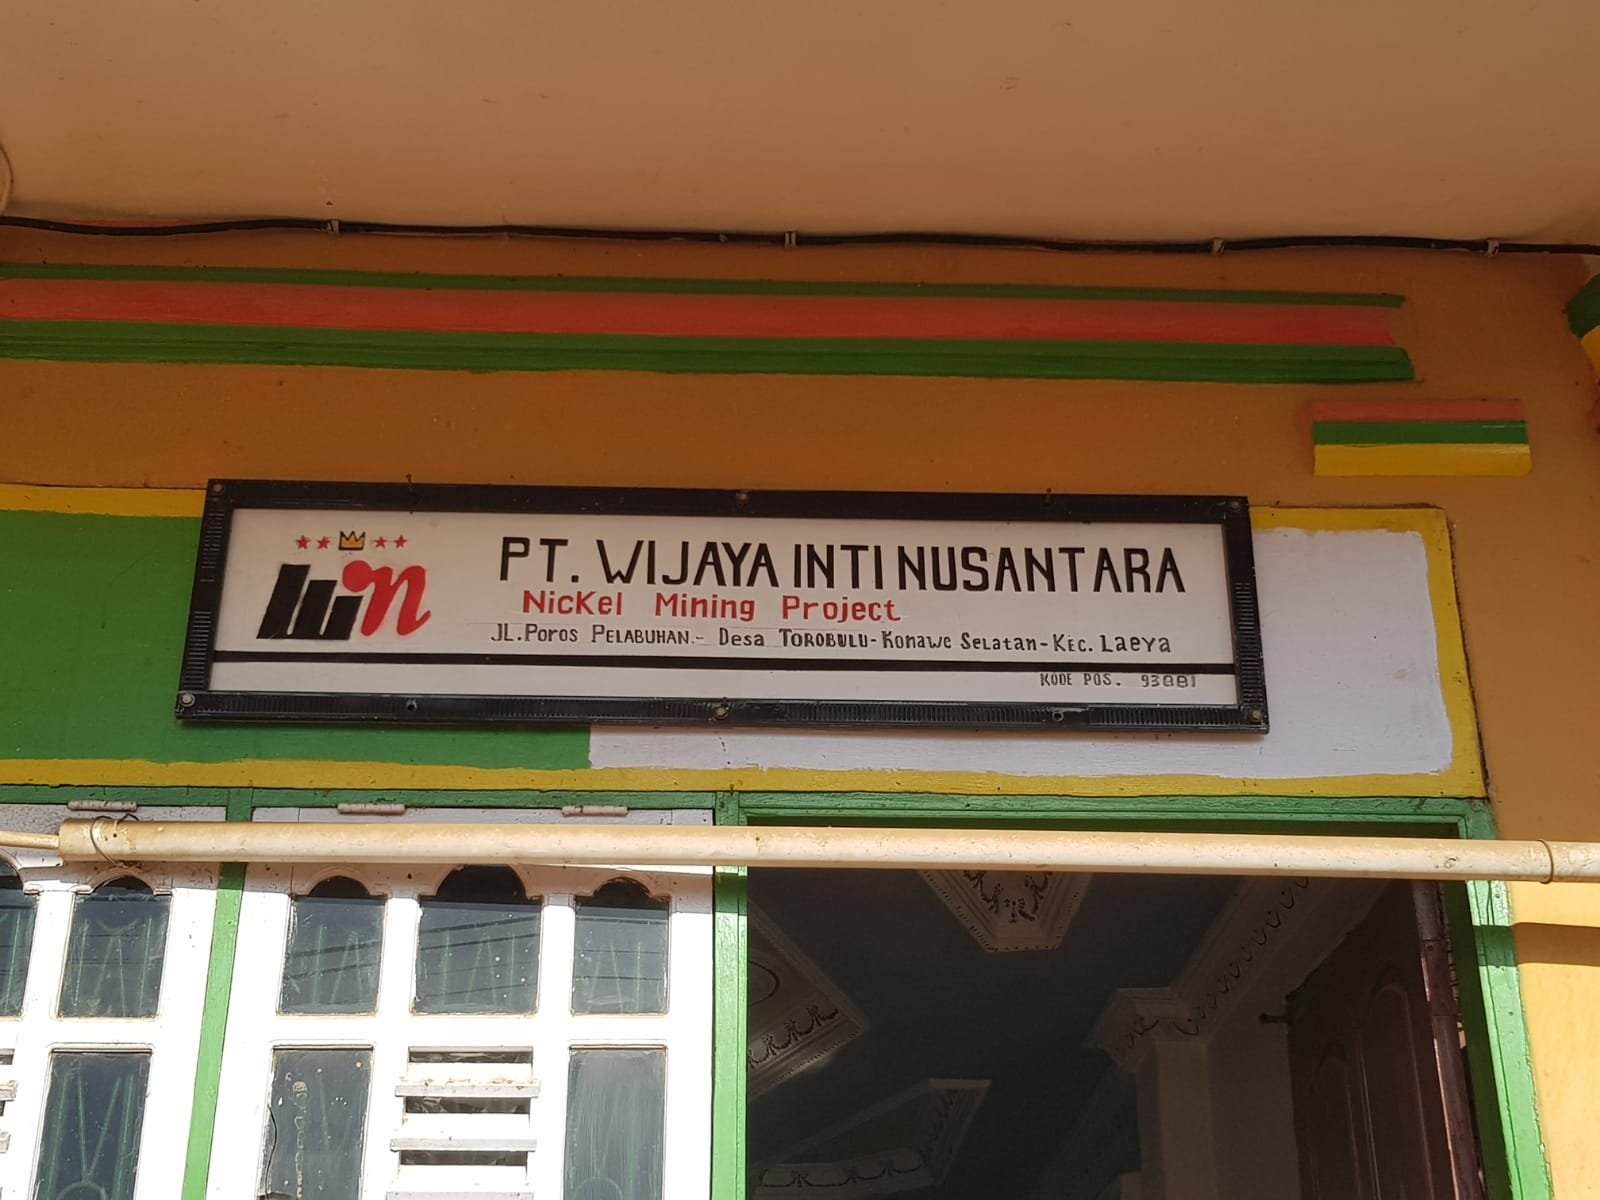 win
PT. WIJAYA INTI NUSANTARA
NicKel Mining Project
JL. Poros PELABUHAN.- Desa TOROBULU - Konawe Selatan - KEC. Laeya
KODE POS. 93881